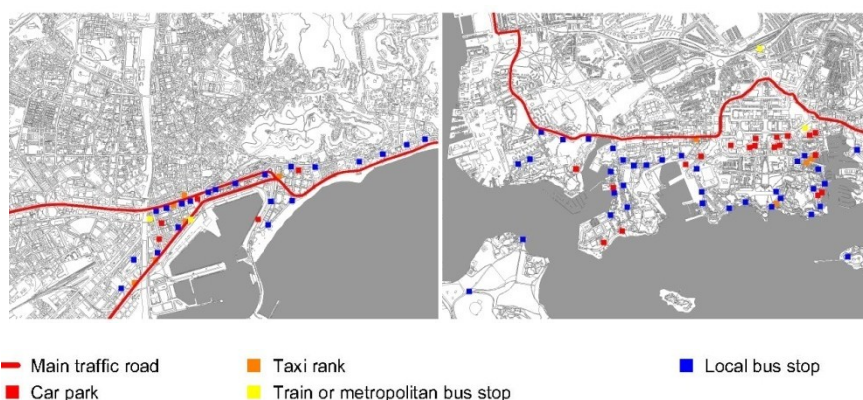 Main traffic road
Taxi rank
Local bus stop
Car park
Train or metropolitan bus stop